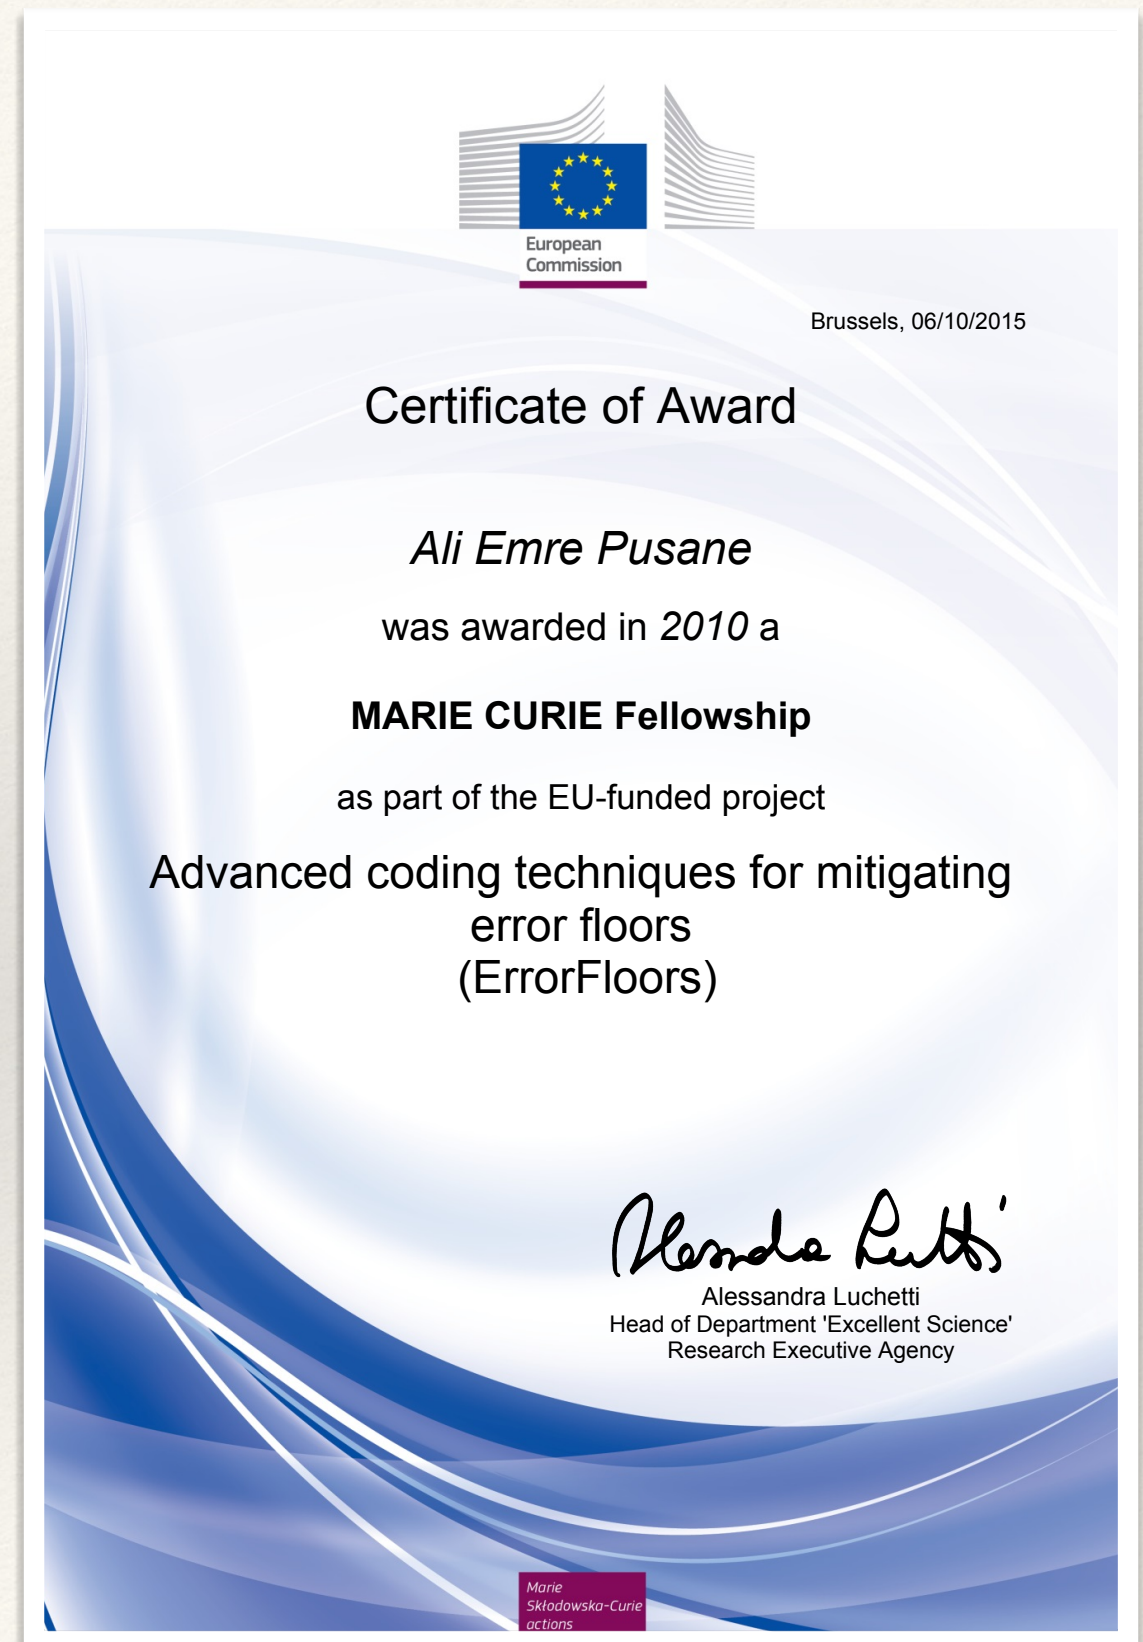 European
Commission
Brussels, 06/10/2015
Certificate of Award
Ali Emre Pusane
was awarded in 2010 a
MARIE CURIE Fellowship
as part of the EU-funded project
Advanced coding techniques for mitigating
error floors
(ErrorFloors)
Alessandra Luchetti
Head of Department 'Excellent Science'
Research Executive Agency
Marie
Skłodowska-Curie
actions